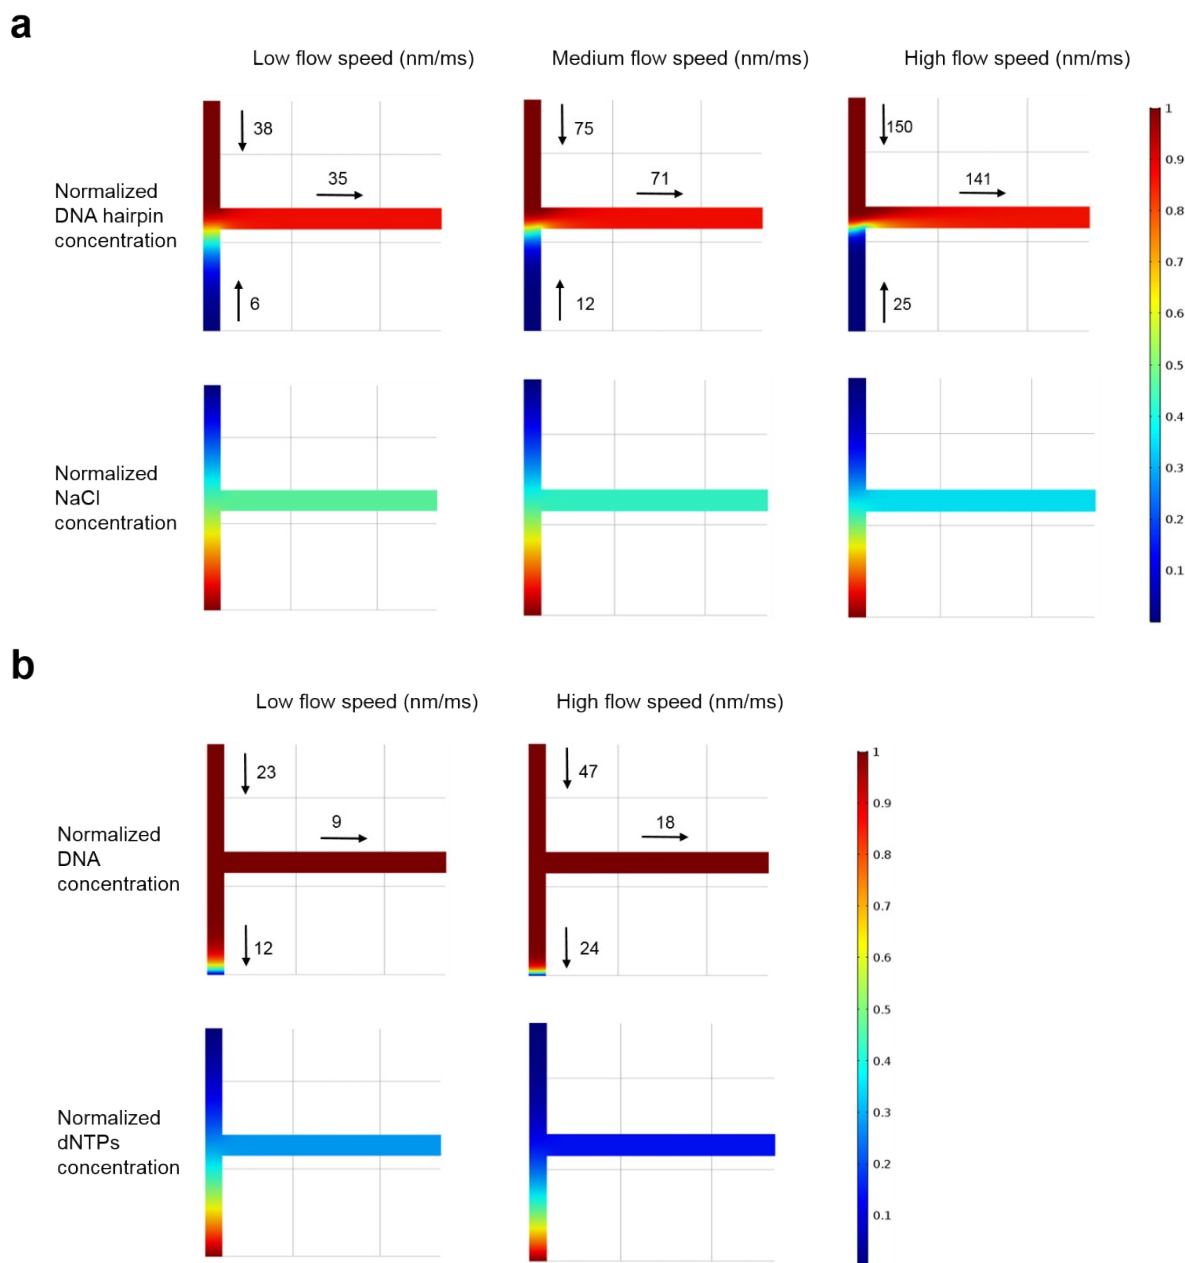 a
Low flow speed (nm/ms)
Medium flow speed (nm/ms)
High flow speed (nm/ms)
Normalized
DNA hairpin
concentration
38
35
6
75
71
12
150
141
25
1
0.9
0.8
0.7
0.6
0.5
0.4
0.3
0.2
0.1
Normalized
NaCl
concentration
b
Low flow speed (nm/ms)
High flow speed (nm/ms)
Normalized
DNA
concentration
23
9
12
47
18
24
1
0.9
0.8
0.7
0.6
0.5
0.4
0.3
0.2
0.1
Normalized
dNTPs
concentration